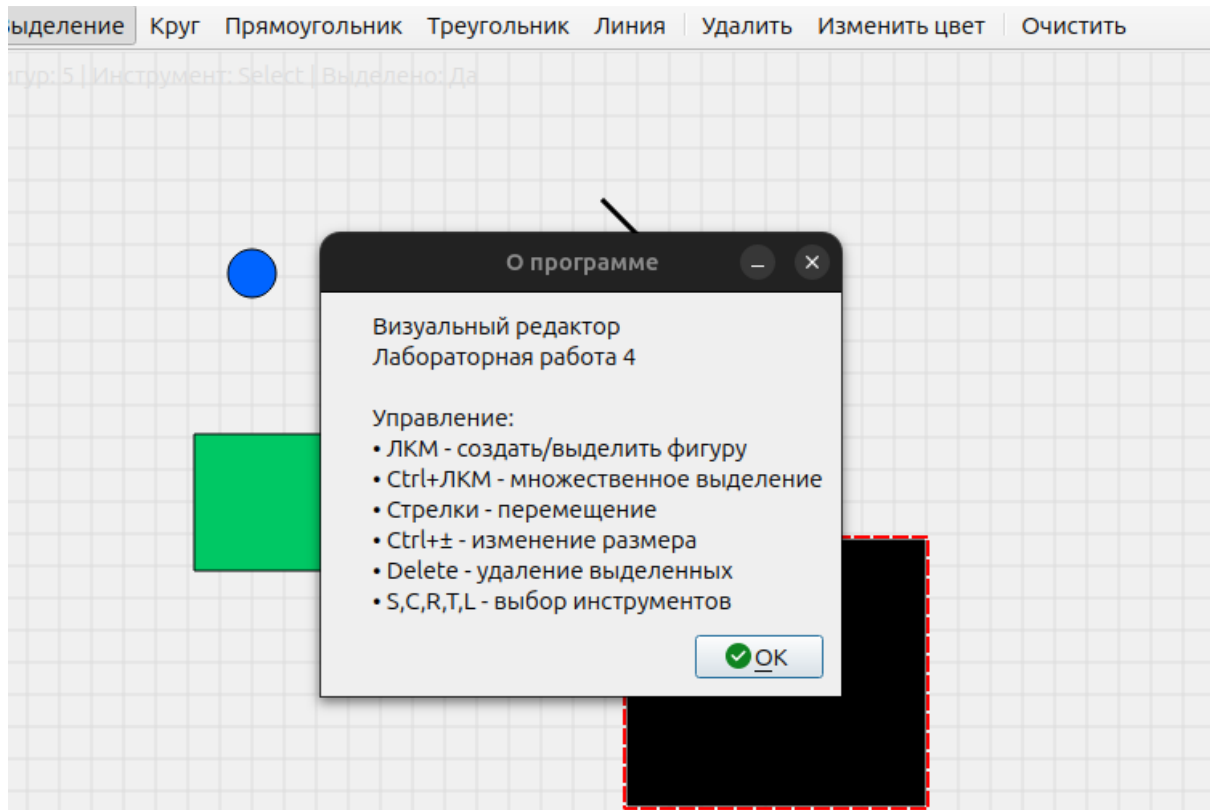 Выделение Круг Прямоугольник Треугольник Линия Удалить Изменить цвет Очистить
игур: 5 | Инструмент: Select | Выделено: Да
О программе
Визуальный редактор
Лабораторная работа 4
Управление:
• ЛКМ - создать/выделить фигуру
• Ctrl+ЛКМ - множественное выделение
• Стрелки - перемещение
• Ctrl+± - изменение размера
• Delete - удаление выделенных
• S,C,R,T,L - выбор инструментов
OK